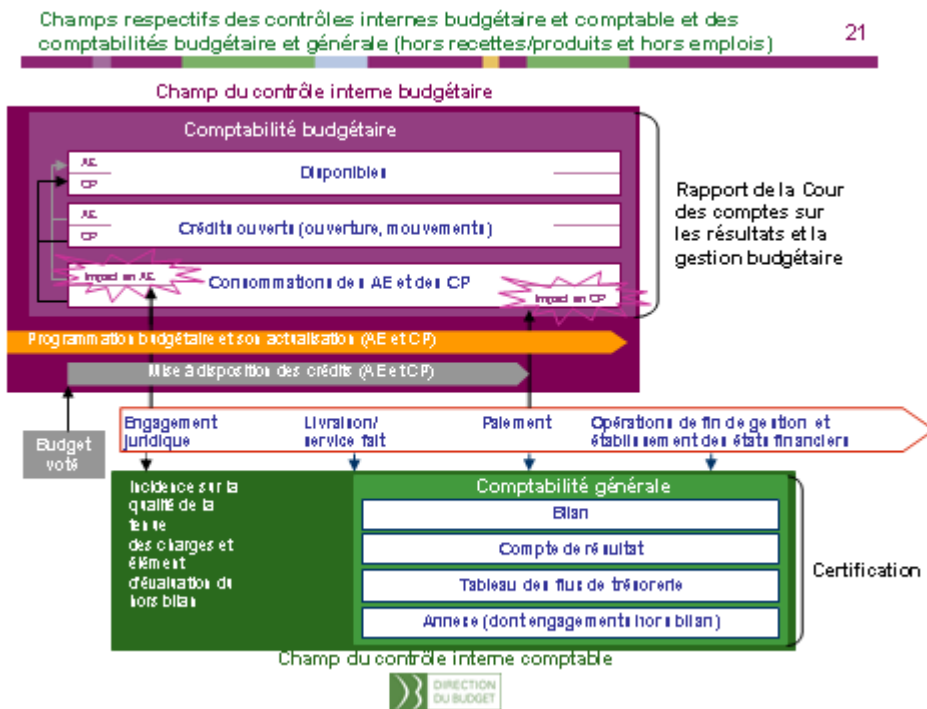 Champs respectifs des contrôles internes budgétaire et comptable et des
comptabilités budgétaire et générale (hors recettes/produits et hors emplois)
21
Champ du contrôle interne budgétaire
Comptabilité budgétaire
AE
CP
Disponibles
AE
CP
Crédits ouverts (ouverture, mouvements)
Impact en AE
Consommations des AE et des CP
Impact en CP
Rapport de la Cour
des comptes sur
les résultats et la
gestion budgétaire
Programmation budgétaire et son actualisation (AE et CP)
Mise à disposition des crédits (AE et CP)
Budget
voté
Engagement
juridique
Livraison/
service fait
Paiement
Opérations de fin de gestion et
établissement des états financiers
Incidence sur la
qualité de la
tenue
des charges et
élément
d'évaluation du
hors bilan
Comptabilité générale
Bilan
Compte de résultat
Tableau des flux de trésorerie
Annexe (dont engagements hors bilan)
Certification
Champ du contrôle interne comptable
DIRECTION
DU BUDGET